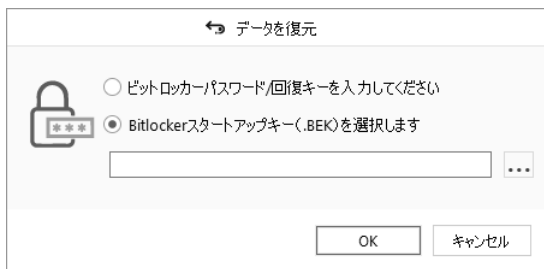 データを復元
ビットロッカーパスワード/回復キーを入力してください
***
Bitlockerスタートアップキー(.BEK)を選択します
...
OK
キャンセル